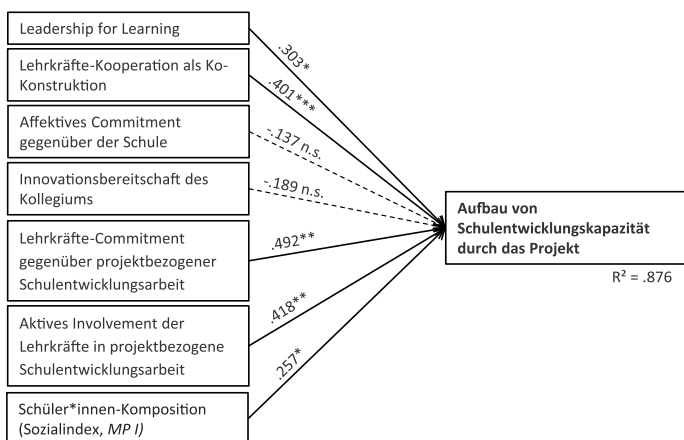 Leadership for Learning
Lehrkräfte-Kooperation als Ko-
Konstruktion
Affektives Commitment
gegenüber der Schule
Innovationsbereitschaft des
Kollegiums
Lehrkräfte-Commitment
gegenüber projektbezogener
Schulentwicklungsarbeit
Aktives Involvement der
Lehrkräfte in projektbezogene
Schulentwicklungsarbeit
Schüler*innen-Komposition
(Sozialindex, MP I)
.303*
.401***
-.137 n.s.
-.189 n.s.
.492**
.418**
.257*
Aufbau von
Schulentwicklungskapazität
durch das Projekt
R² = .876